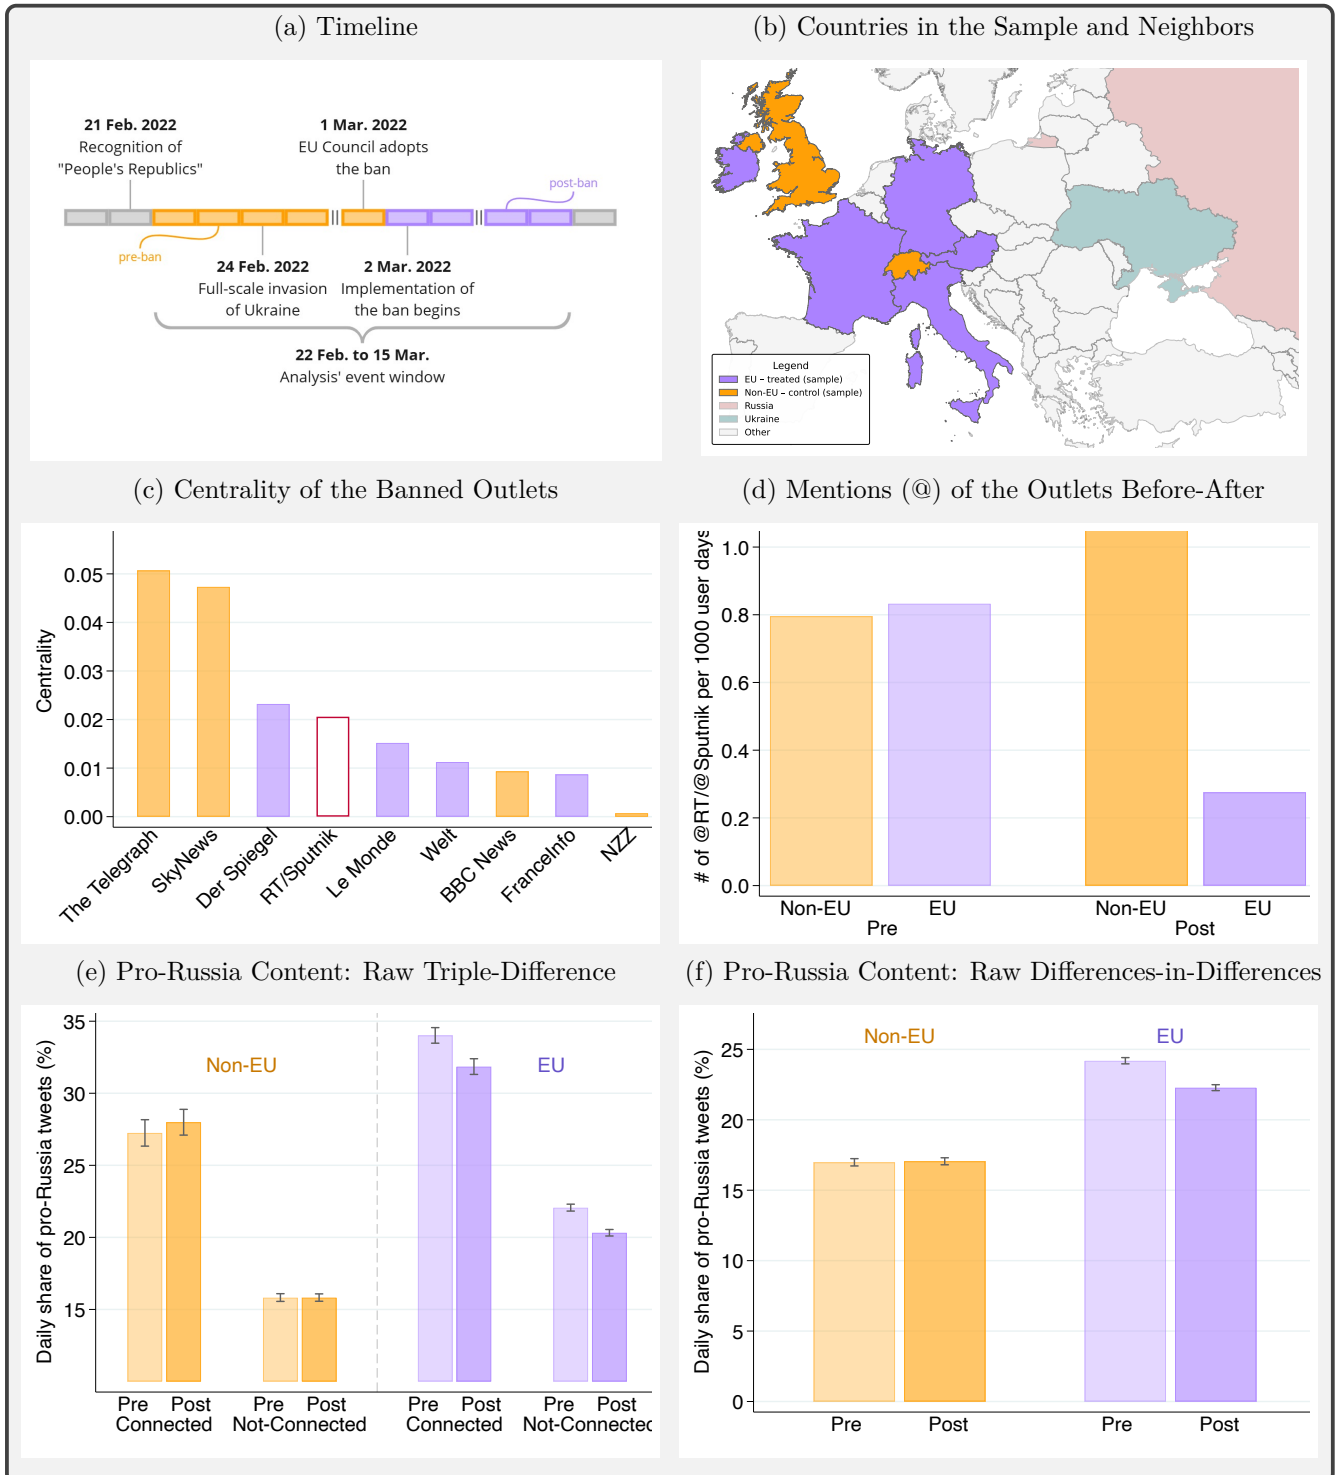 (a) Timeline
21 Feb. 2022
Recognition of
"People's Republics"
1 Mar. 2022
EU Council adopts
the ban
post-ban
pre-ban
24 Feb. 2022
Full-scale invasion
of Ukraine
2 Mar. 2022
Implementation of
the ban begins
22 Feb. to 15 Mar.
Analysis' event window
(b) Countries in the Sample and Neighbors
Legend
EU – treated (sample)
Non-EU – control (sample)
Russia
Ukraine
Other
(c) Centrality of the Banned Outlets
Centrality
0.05
0.04
0.03
0.02
0.01
0.00
The Telegraph
SkyNews
Der Spiegel
RT/Sputnik
Le Monde
Welt
BBC News
FranceInfo
NZZ
(d) Mentions (@) of the Outlets Before-After
# of @RT/@Sputnik per 1000 user days
1.0
0.8
0.6
0.4
0.2
0.0
Non-EU EU Non-EU EU
Pre Post
(e) Pro-Russia Content: Raw Triple-Difference
Daily share of pro-Russia tweets (%)
35
30
25
20
15
Non-EU EU
Pre Post Pre Post Pre Post Pre Post
Connected Not-Connected Connected Not-Connected
(f) Pro-Russia Content: Raw Differences-in-Differences
Daily share of pro-Russia tweets (%)
25
20
15
10
5
0
Non-EU EU
Pre Post Pre Post